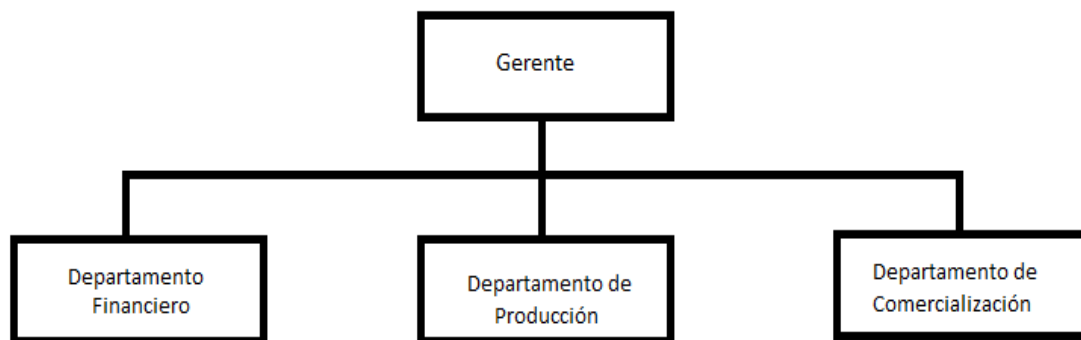 Gerente
Departamento
Financiero
Departamento de
Producción
Departamento de
Comercialización